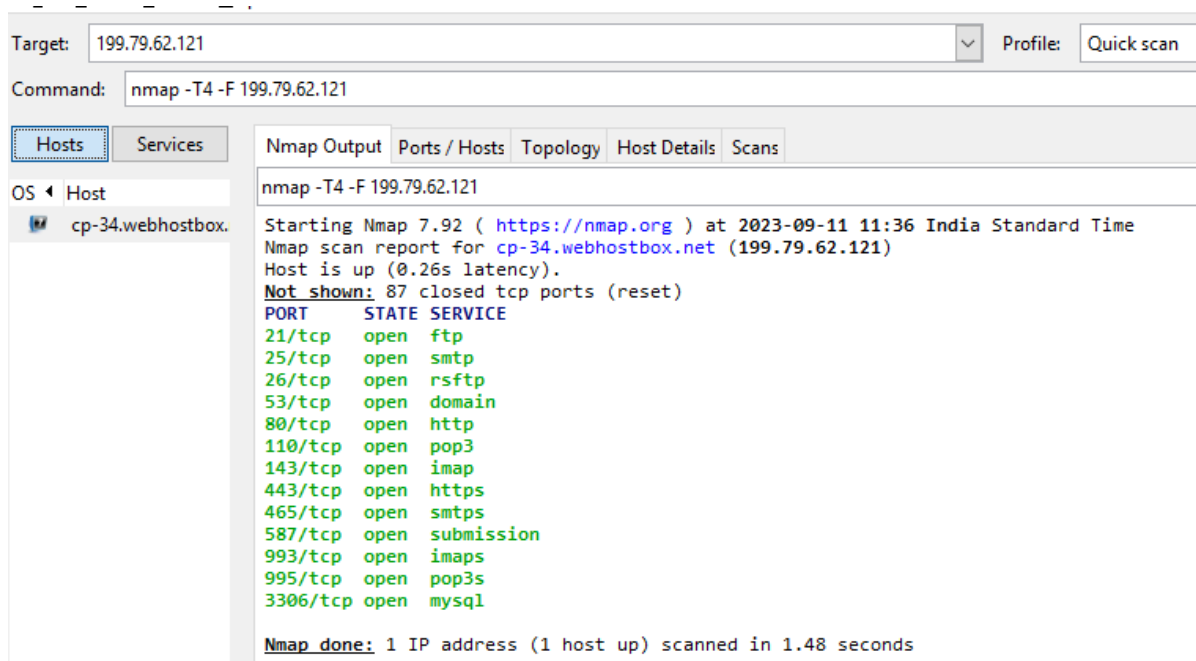 Target: 199.79.62.121 Profile: Quick scan
Command: nmap -T4 -F 199.79.62.121
Hosts Services Nmap Output Ports / Hosts Topology Host Details Scans
OS Host nmap -T4 -F 199.79.62.121
cp-34.webhostbox.
Starting Nmap 7.92 ( https://nmap.org ) at 2023-09-11 11:36 India Standard Time
Nmap scan report for cp-34.webhostbox.net (199.79.62.121)
Host is up (0.26s latency).
Not shown: 87 closed tcp ports (reset)
PORT STATE SERVICE
21/tcp open ftp
25/tcp open smtp
26/tcp open rsftp
53/tcp open domain
80/tcp open http
110/tcp open pop3
143/tcp open imap
443/tcp open https
465/tcp open smtps
587/tcp open submission
993/tcp open imaps
995/tcp open pop3s
3306/tcp open mysql
Nmap done: 1 IP address (1 host up) scanned in 1.48 seconds